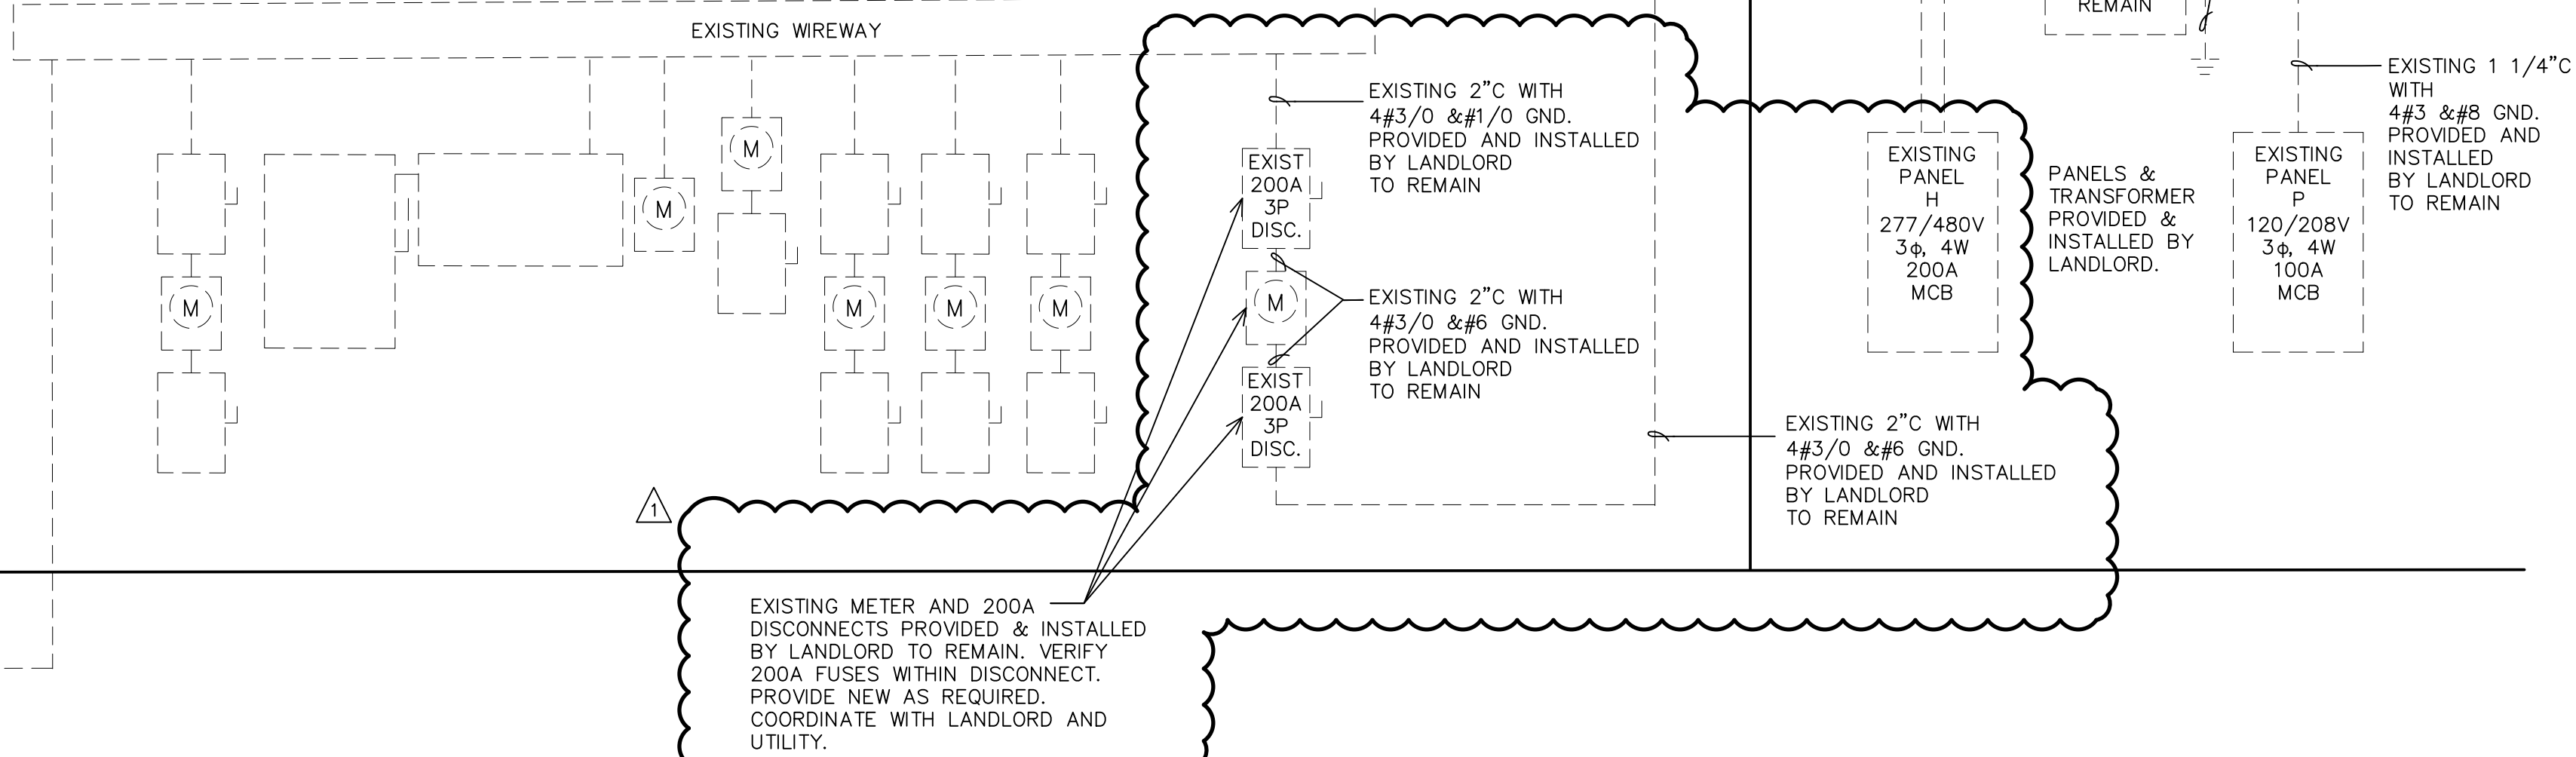 REMAIN
EXISTING WIREWAY
M
M
M
M
M
M
EXISTING 2"C WITH
4#3/0 &#1/0 GND.
PROVIDED AND INSTALLED
BY LANDLORD
TO REMAIN
EXIST
200A
3P
DISC.
M
EXISTING 2"C WITH
4#3/0 &#6 GND.
PROVIDED AND INSTALLED
BY LANDLORD
TO REMAIN
EXIST
200A
3P
DISC.
EXISTING
PANEL
H
277/480V
3ϕ, 4W
200A
MCB
PANELS &
TRANSFORMER
PROVIDED &
INSTALLED BY
LANDLORD.
EXISTING
PANEL
P
120/208V
3ϕ, 4W
100A
MCB
EXISTING 1 1/4"C
WITH
4#3 &#8 GND.
PROVIDED AND
INSTALLED
BY LANDLORD
TO REMAIN
EXISTING 2"C WITH
4#3/0 &#6 GND.
PROVIDED AND INSTALLED
BY LANDLORD
TO REMAIN
1
EXISTING METER AND 200A
DISCONNECTS PROVIDED & INSTALLED
BY LANDLORD TO REMAIN. VERIFY
200A FUSES WITHIN DISCONNECT.
PROVIDE NEW AS REQUIRED.
COORDINATE WITH LANDLORD AND
UTILITY.